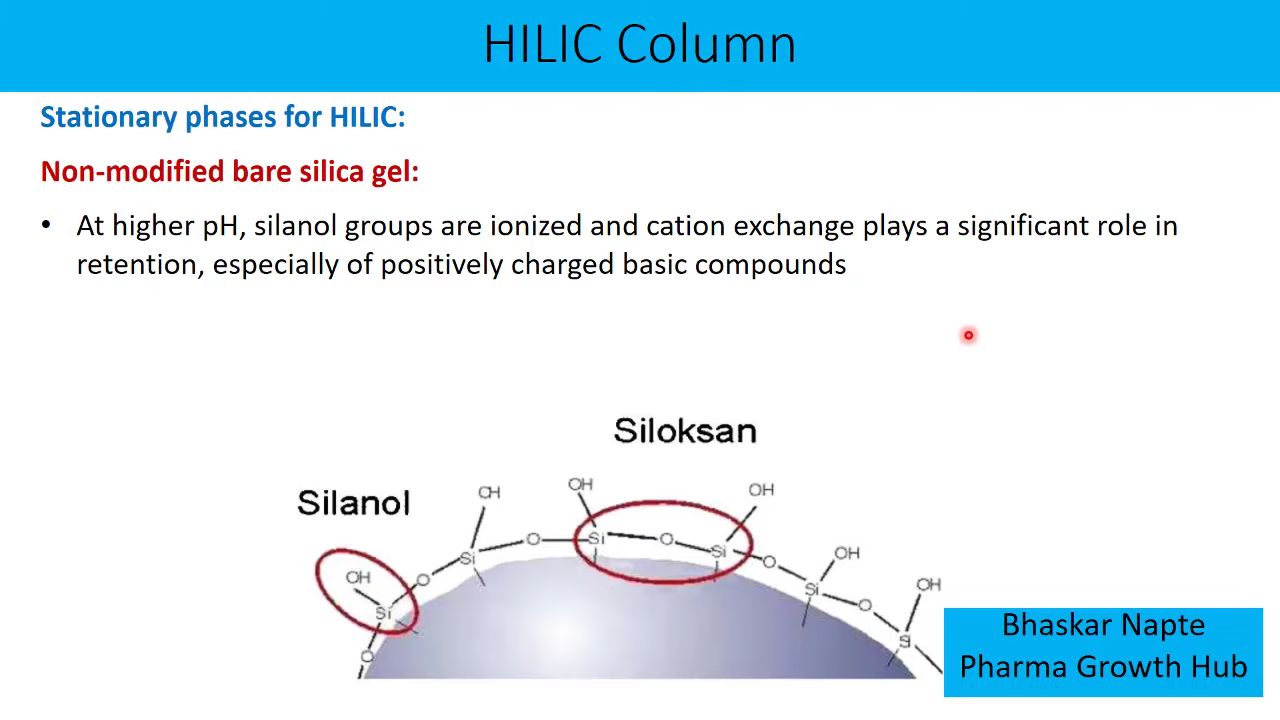 HILIC Column
Stationary phases for HILIC:
Non-modified bare silica gel:
• At higher pH, silanol groups are ionized and cation exchange plays a significant role in
retention, especially of positively charged basic compounds
Siloksan
Silanol
CH
OH
OH
OH
OH
OH
O
Si
O
Si
O
Si
O
Si
O
Si
O
Si
O
Bhaskar Napte
Pharma Growth Hub